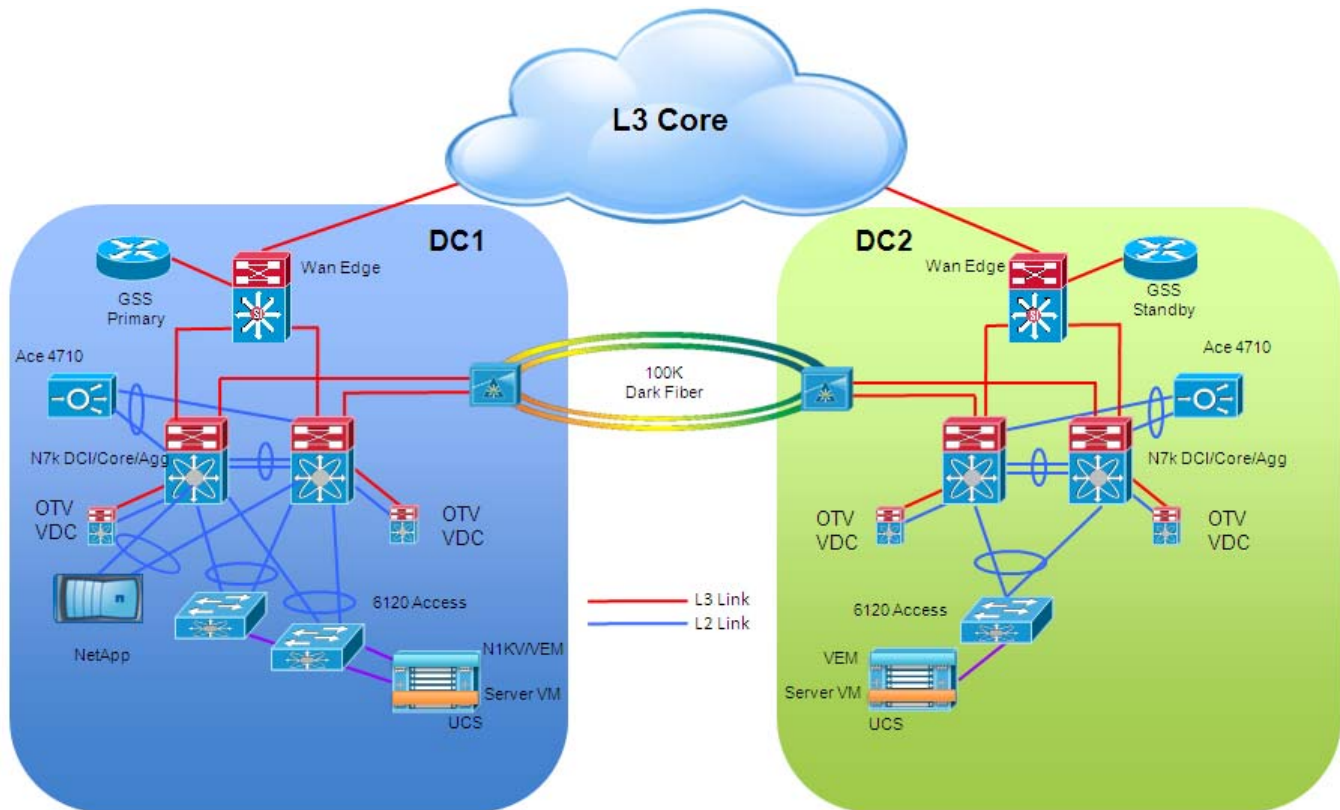 L3 Core
DC1
DC2
Wan Edge
Wan Edge
GSS
Primary
GSS
Standby
Ace 4710
Ace 4710
100K
Dark Fiber
N7k DCI/Core/Agg
N7k DCI/Core/Agg
OTV
VDC
OTV
VDC
OTV
VDC
OTV
VDC
6120 Access
6120 Access
L3 Link
L2 Link
NetApp
n
N1KV/VEM
Server VM
UCS
VEM
Server VM
UCS
SI
SI